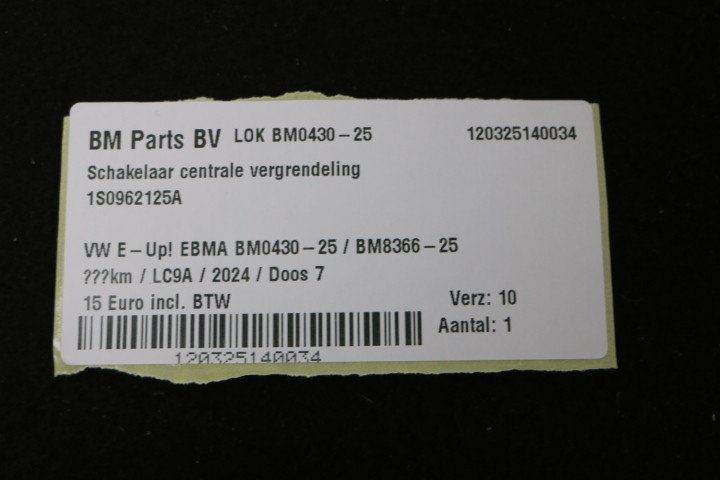 BM Parts BV LOK BM0430-25 120325140034
Schakelaar centrale vergrendeling
1S0962125A
VW E-Up! EBMA BM0430-25 / BM8366-25
???km / LC9A / 2024 / Doos 7
15 Euro incl. BTW Verz: 10
Aantal: 1
120325140034